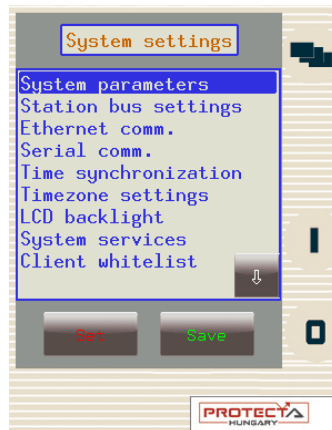 System settings
System parameters
Station bus settings
Ethernet comm.
Serial comm.
Time synchronization
Timezone settings
LCD backlight
System services
Client whitelist
⇩
Set
Save
I
O
PROTECTA
HUNGARY